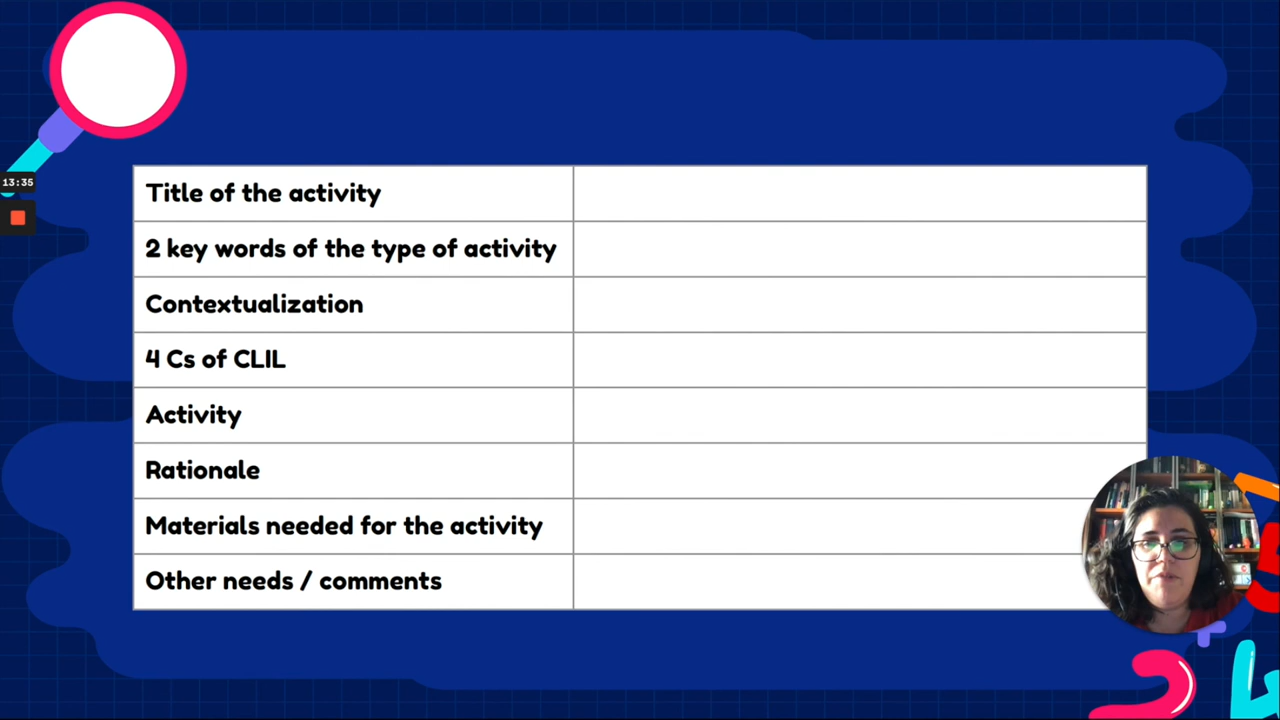 13:35
Title of the activity
2 key words of the type of activity
Contextualization
4 Cs of CLIL
Activity
Rationale
Materials needed for the activity
Other needs / comments